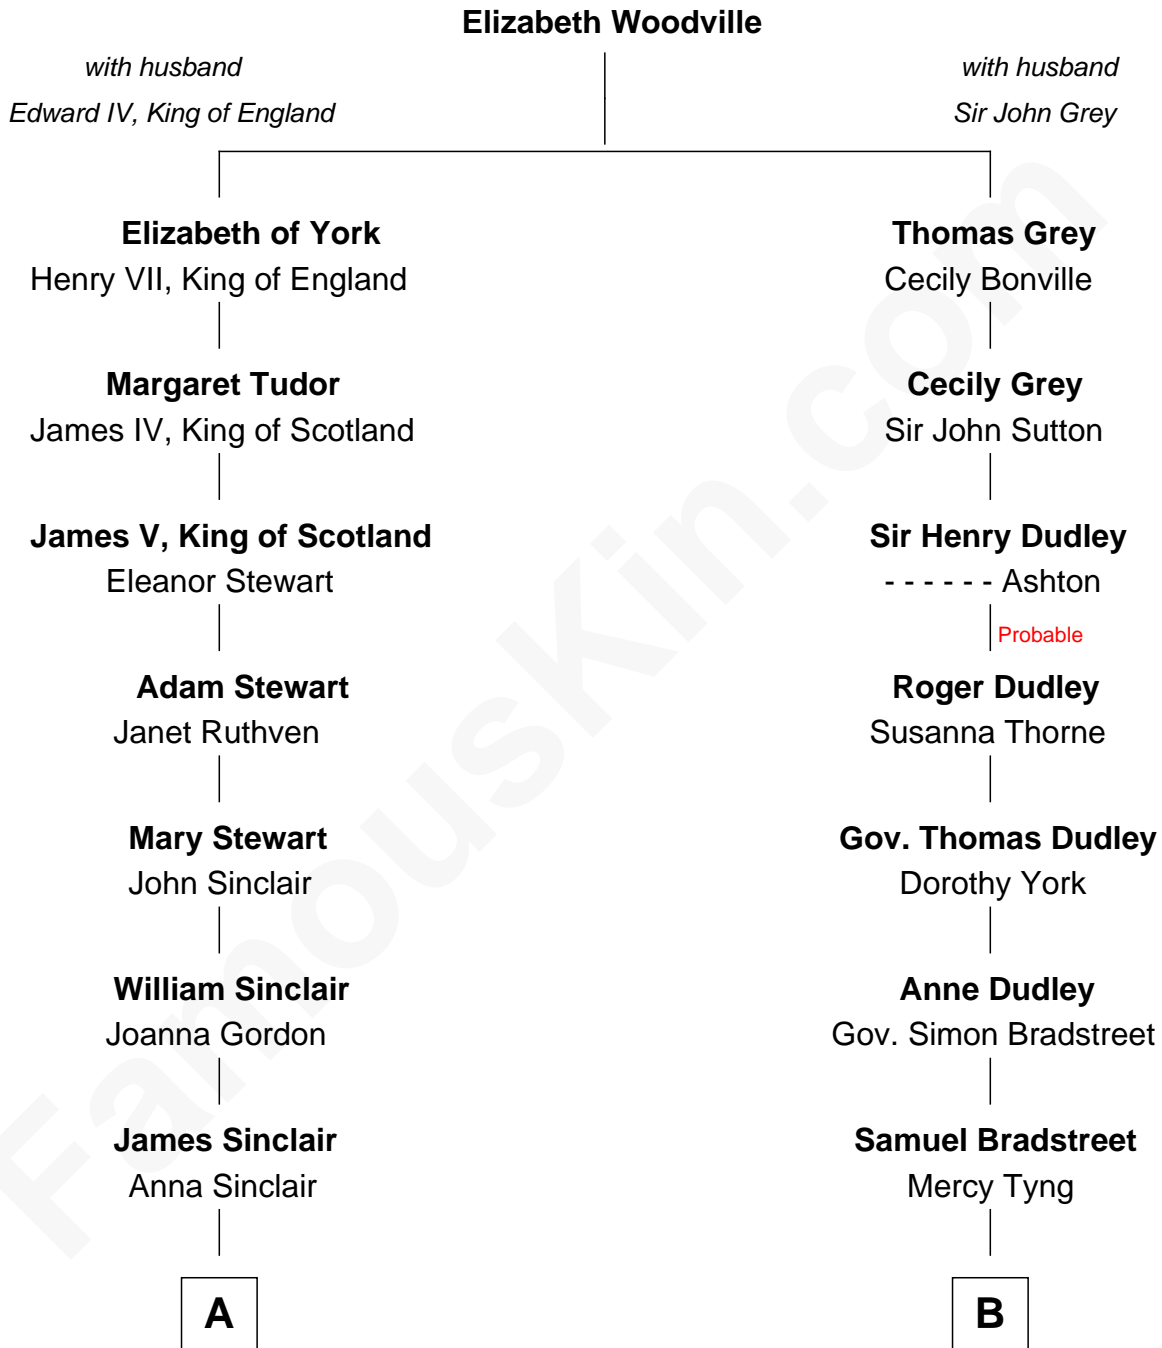 Elizabeth Woodville
with husband
Edward IV, King of England
with husband
Sir John Grey
Elizabeth of York
Henry VII, King of England
Thomas Grey
Cecily Bonville
Margaret Tudor
James IV, King of Scotland
Cecily Grey
Sir John Sutton
James V, King of Scotland
Eleanor Stewart
Sir Henry Dudley
- - - - - - Ashton
Probable
Adam Stewart
Janet Ruthven
Roger Dudley
Susanna Thorne
Mary Stewart
John Sinclair
Gov. Thomas Dudley
Dorothy York
William Sinclair
Joanna Gordon
Anne Dudley
Gov. Simon Bradstreet
James Sinclair
Anna Sinclair
Samuel Bradstreet
Mercy Tyng
A
B
FamousKin.com